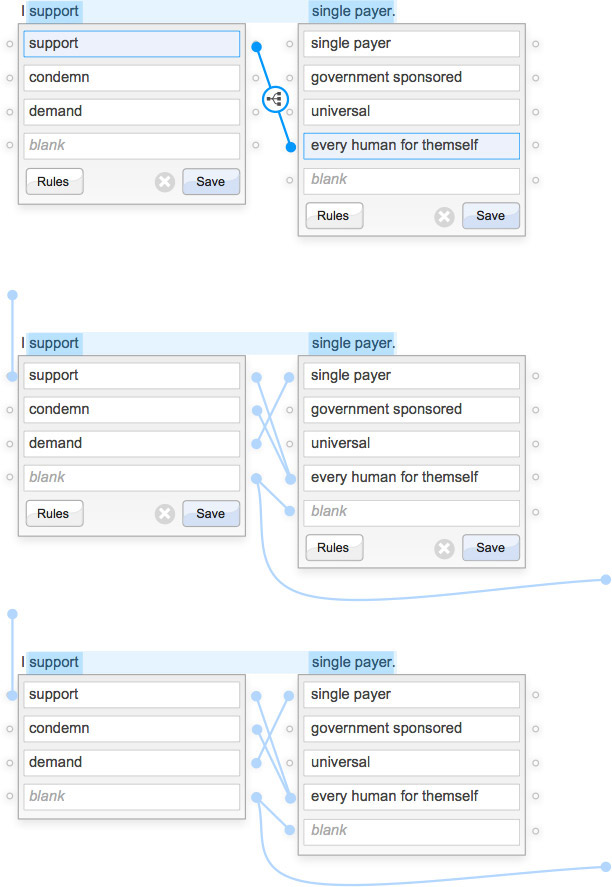 I support single payer.
support single payer
condemn government sponsored
demand universal
blank every human for themself
Rules Save blank
Rules Save
I support single payer.
support single payer
condemn government sponsored
demand universal
blank every human for themself
Rules Save blank
Rules Save
I support single payer.
support single payer
condemn government sponsored
demand universal
blank every human for themself
blank